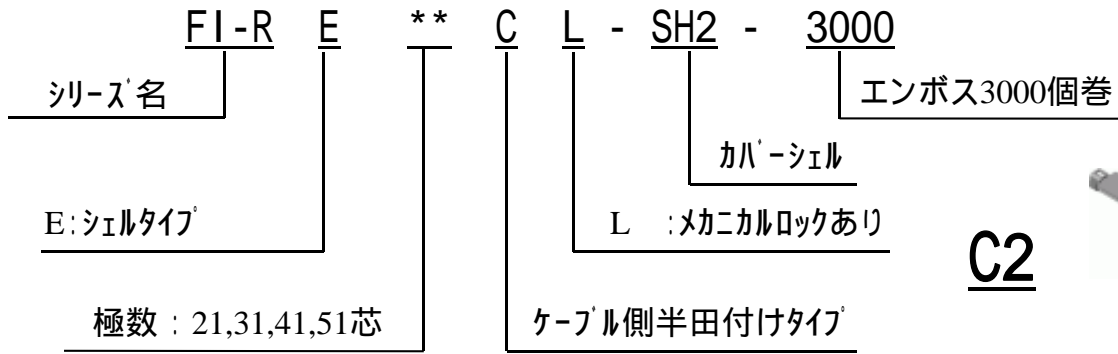 FI-R E ** C L - SH2 - 3000
ｼﾘｰｽﾞ名
エンボス3000個巻
ｶﾊﾞｰｼｪﾙ
E:ｼｪﾙﾀｲﾌﾟ
L :ﾒｶﾆｶﾙﾛｯｸあり
C2
極数：21,31,41,51芯
ｹｰﾌﾞﾙ側半田付けﾀｲﾌﾟ